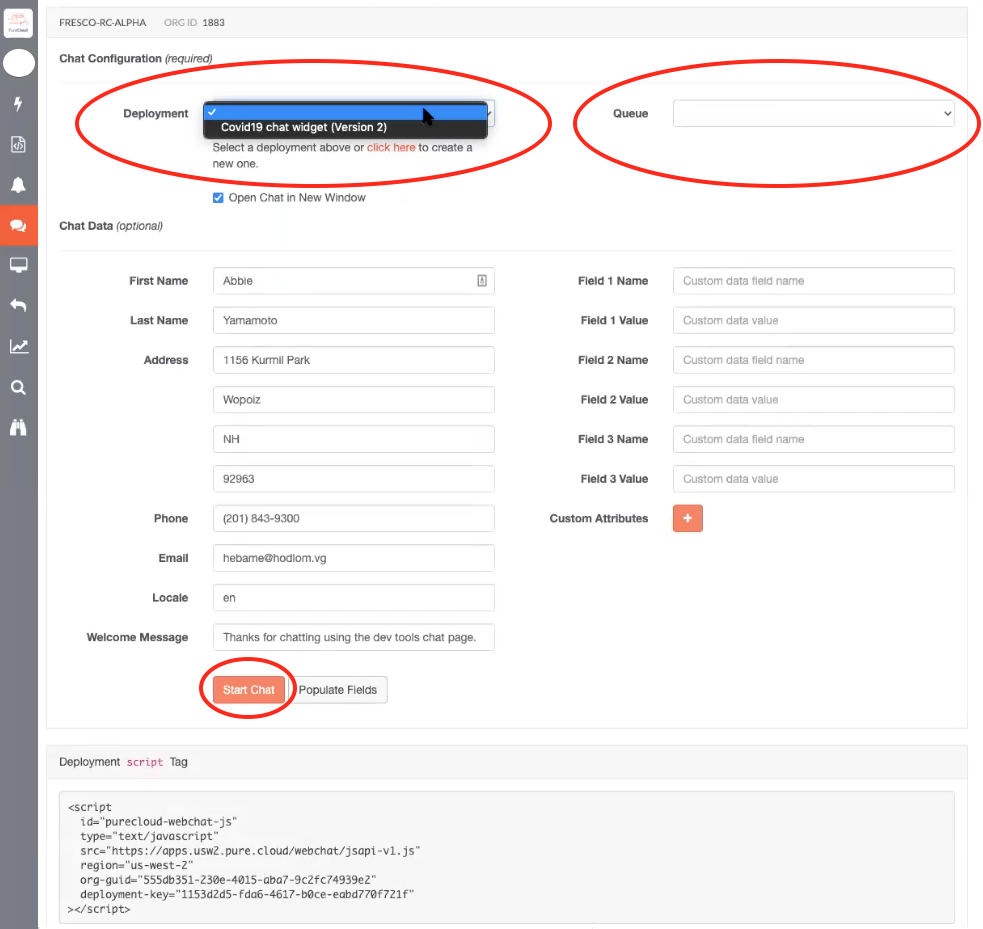 FRESCO-RC-ALPHA ORG ID 1883
Chat Configuration (required)
Deployment
Covid19 chat widget (Version 2)
Select a deployment above or click here to create a
new one.
Queue
Open Chat in New Window
Chat Data (optional)
First Name Abbie
Field 1 Name Custom data field name
Last Name Yamamoto
Field 1 Value Custom data value
Address 1156 Kurmil Park
Field 2 Name Custom data field name
Wopoiz
Field 2 Value Custom data value
NH
Field 3 Name Custom data field name
92963
Field 3 Value Custom data value
Phone (201) 843-9300
Custom Attributes +
Email hebame@hodlom.vg
Locale en
Welcome Message Thanks for chatting using the dev tools chat page.
Start Chat Populate Fields
Deployment script Tag
<script
id="purecloud-webchat-js"
type="text/javascript"
src="https://apps.usw2.pure.cloud/webchat/jsapi-v1.js"
region="us-west-2"
org-guid="555db351-230e-4015-aba7-9c2fc74939e2"
deployment-key="1153d2d5-fda6-4617-b0ce-eabd770f721f"
></script>